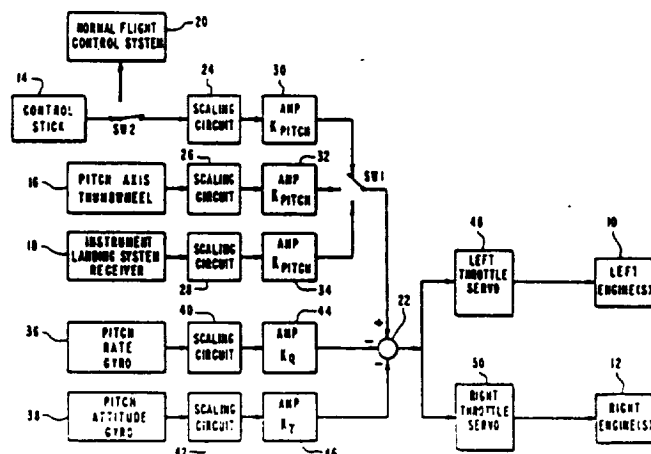 NORMAL FLIGHT
CONTROL SYSTEM
20
14
CONTROL
STICK
SW2
24
SCALING
CIRCUIT
30
AMP
K PITCH
16
PITCH AXIS
THUMBWHEEL
26
SCALING
CIRCUIT
32
AMP
K PITCH
SW1
18
INSTRUMENT
LANDING SYSTEM
RECEIVER
SCALING
CIRCUIT
28
AMP
K PITCH
34
48
LEFT
THROTTLE
SERVO
10
LEFT
ENGINE(S)
36
PITCH
RATE
GYRO
40
SCALING
CIRCUIT
44
AMP
K Q
+
22
-
-
38
PITCH
ATTITUDE
GYRO
SCALING
CIRCUIT
42
AMP
K γ
46
50
RIGHT
THROTTLE
SERVO
12
RIGHT
ENGINE(S)